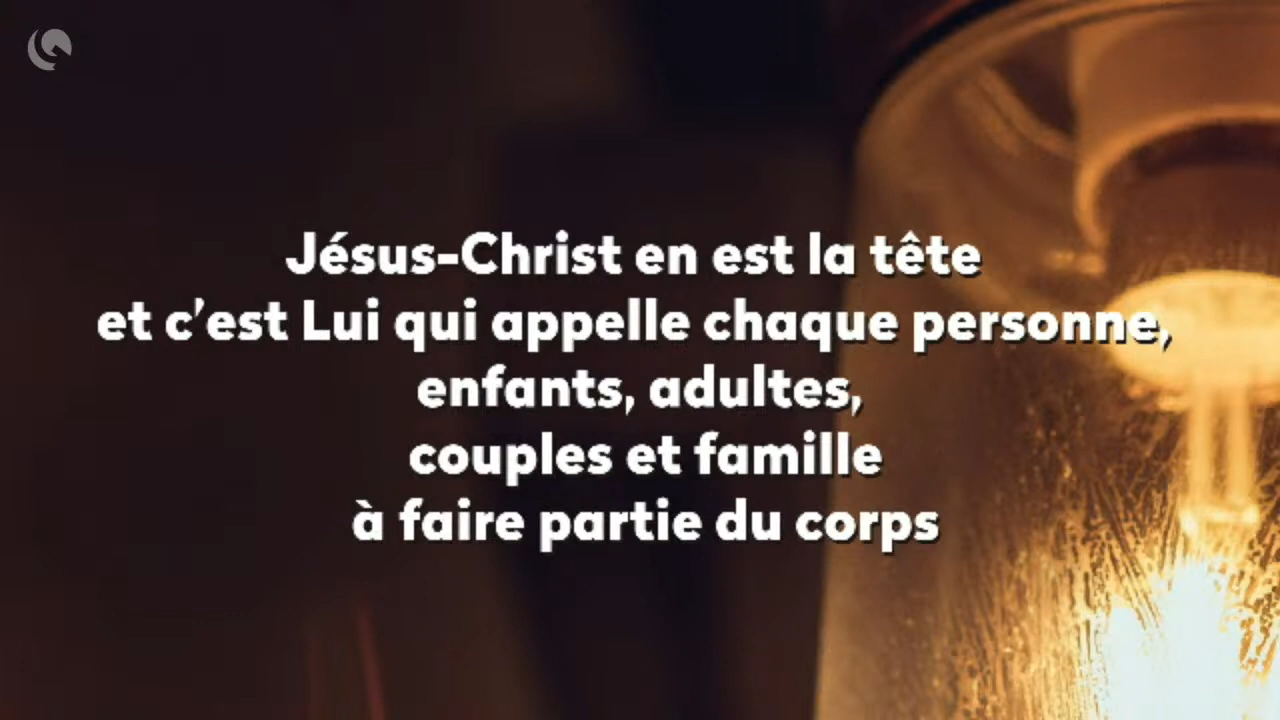 Jésus-Christ en est la tête
et c’est Lui qui appelle chaque personne,
enfants, adultes,
couples et famille
à faire partie du corps